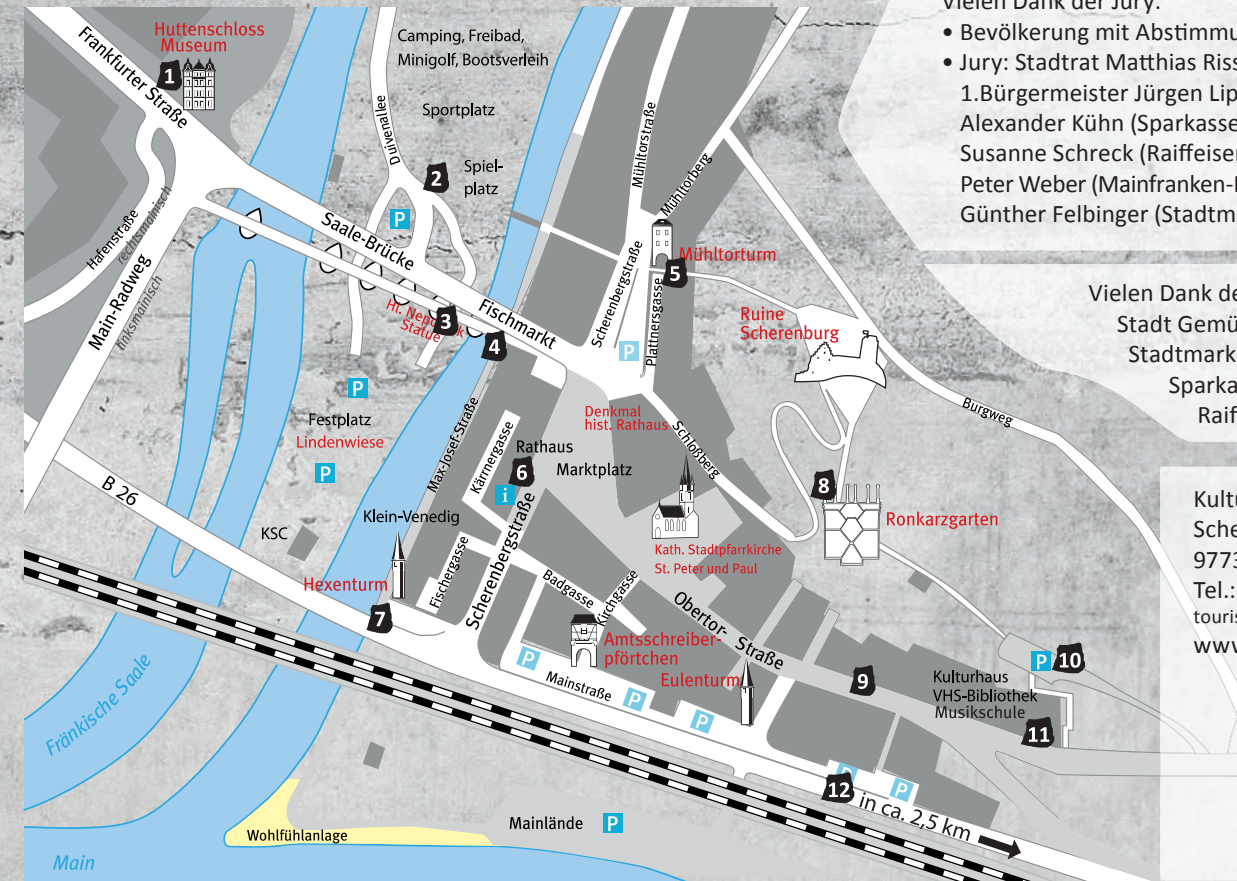 Vielen Dank der Jury:
• Bevölkerung mit Abstimmu
• Jury: Stadtrat Matthias Riss
1.Bürgermeister Jürgen Lip
Alexander Kühn (Sparkasse
Susanne Schreck (Raiffeisen
Peter Weber (Mainfranken-
Günther Felbinger (Stadtm
Vielen Dank de
Stadt Gemü
Stadtmark
Sparka
Raiff
Kultu
Sche
9773
Tel.:
touris
www
Huttenschloss
Museum
1
Frankfurter Straße
Camping, Freibad,
Minigolf, Bootsverleih
Sportplatz
Duivenallee
2
Spiel-
platz
P
Saale-Brücke
Hafenstraße
rechtsmainisch
Main-Radweg
linksmainisch
Mühltorstraße
Mühltorberg
Mühltorturm
5
Scherenbergstraße
Plattnersgasse
P
Fischmarkt
Hl. Nepomuk
Statue
3
4
Ruine
Scherenburg
Burgweg
P
Festplatz
Lindenwiese
P
Denkmal
hist. Rathaus
Schloßberg
Max-Josef-Straße
Kärrnergasse
Rathaus
6
i
Marktplatz
8
Ronkarzgarten
B 26
KSC
Klein-Venedig
Kath. Stadtpfarrkirche
St. Peter und Paul
Hexenturm
7
Fischergasse
Scherenbergstraße
Badgasse
Kirchgasse
Obertor- Straße
Amtsschreiber-
pförtchen
Eulenturm
P
Mainstraße
P
P
9
Kulturhaus
VHS-Bibliothek
Musikschule
P
10
11
P
P
12
in ca. 2,5 km
Fränkische Saale
Wohlfühlanlage
Mainlände
P
Main